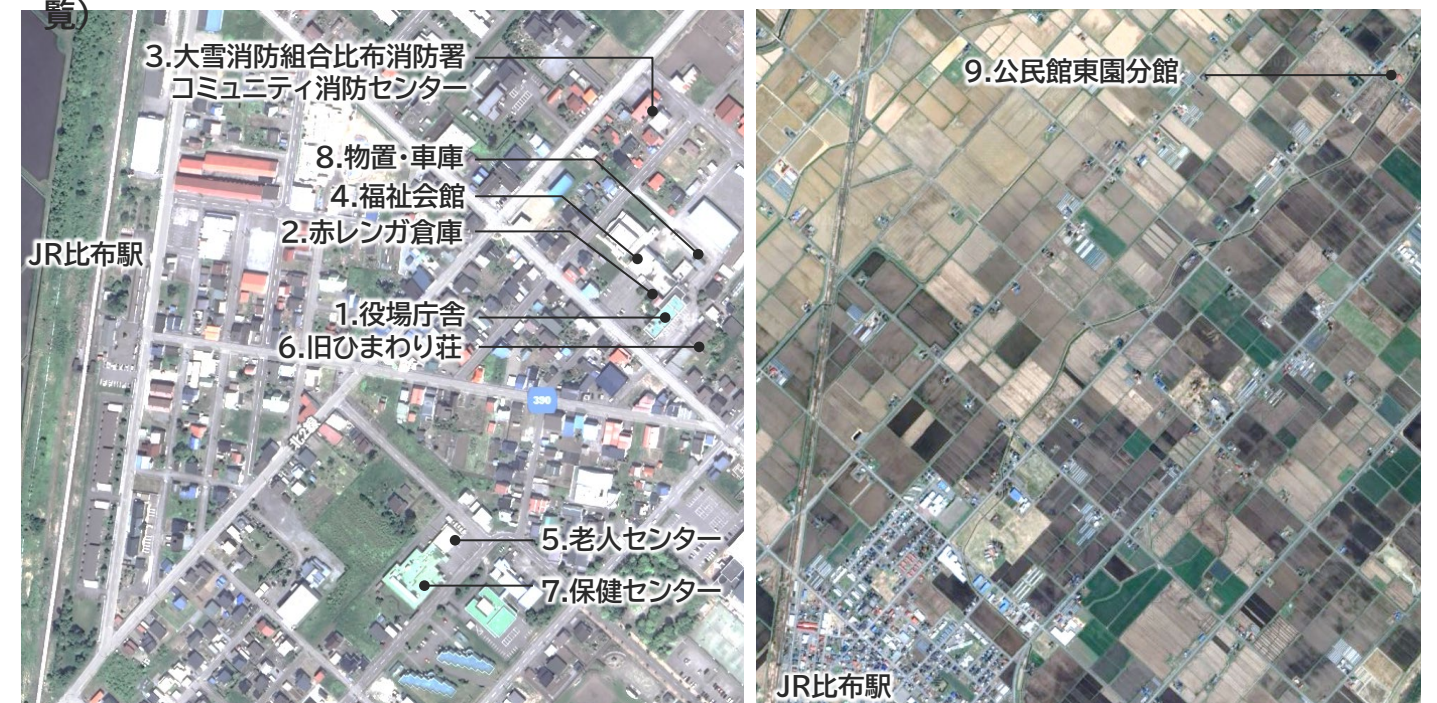 覧）
3.大雪消防組合比布消防署
コミュニティ消防センター
8.物置・車庫
4.福祉会館
2.赤レンガ倉庫
JR比布駅
1.役場庁舎
6.旧ひまわり荘
390
5.老人センター
7.保健センター
9.公民館東園分館
JR比布駅